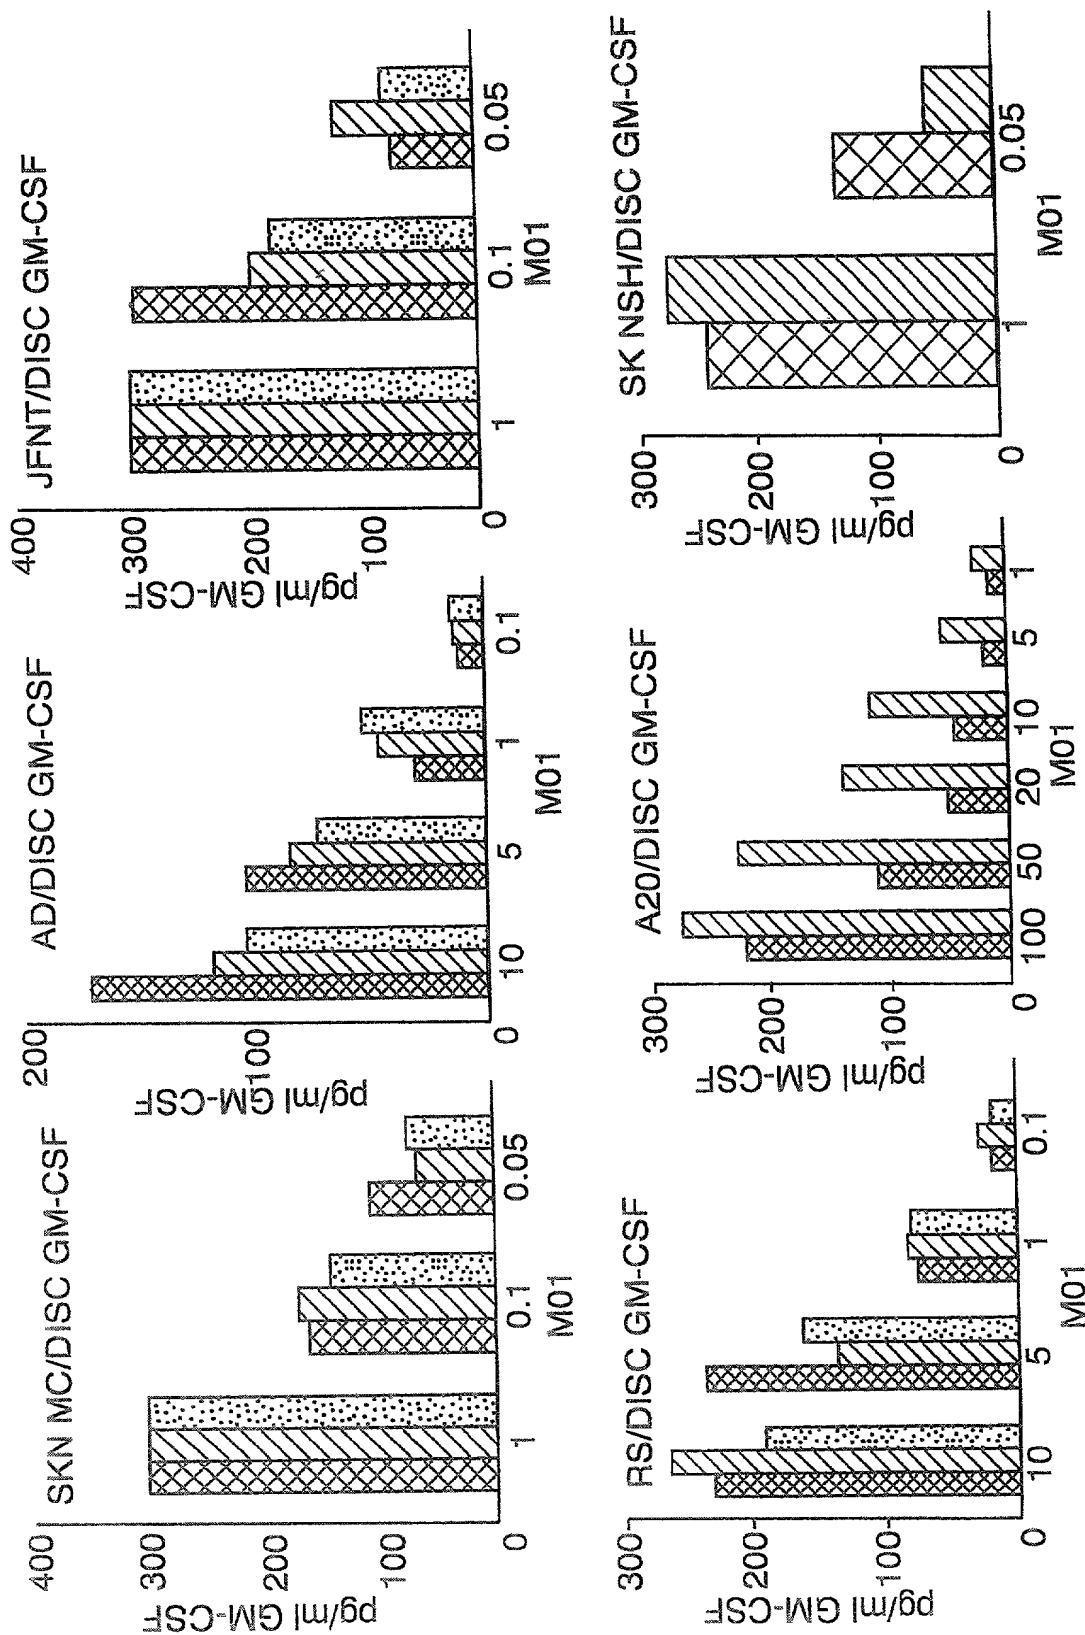 SKN MC/DISC GM-CSF
pg/ml GM-CSF
400
300
200
100
0
1
0.1
0.05
M01
AD/DISC GM-CSF
pg/ml GM-CSF
200
100
0
10
5
1
0.1
M01
JFNT/DISC GM-CSF
pg/ml GM-CSF
400
300
200
100
0
1
0.1
0.05
M01
RS/DISC GM-CSF
pg/ml GM-CSF
300
200
100
0
10
5
1
0.1
M01
A20/DISC GM-CSF
pg/ml GM-CSF
300
200
100
0
100
50
20
10
5
1
M01
SK NSH/DISC GM-CSF
pg/ml GM-CSF
300
200
100
0
1
0.05
M01